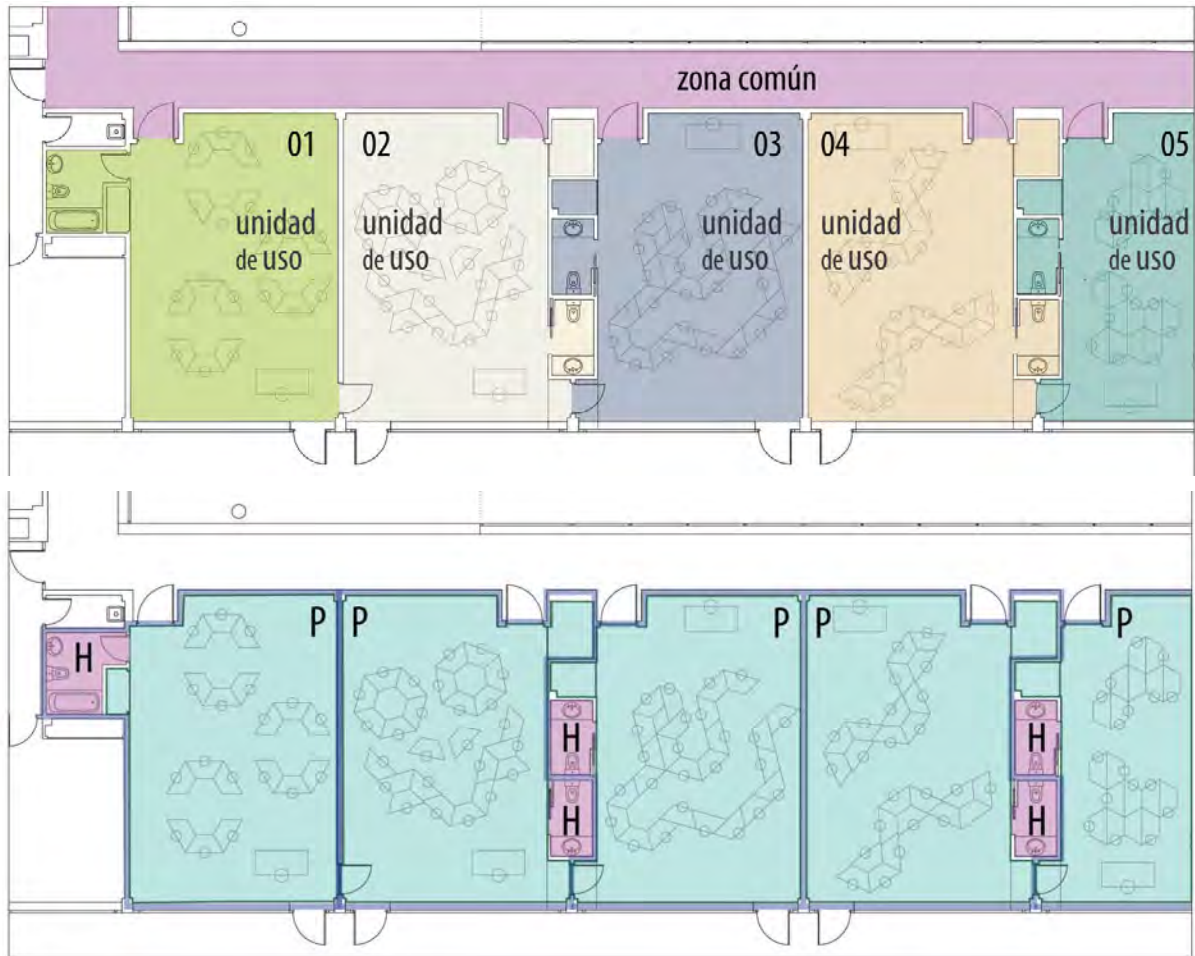 zona común
01
02
03
04
05
unidad
de uso
unidad
de uso
unidad
de uso
unidad
de uso
unidad
de uso
P
P
P
P
P
H
H
H
H
H